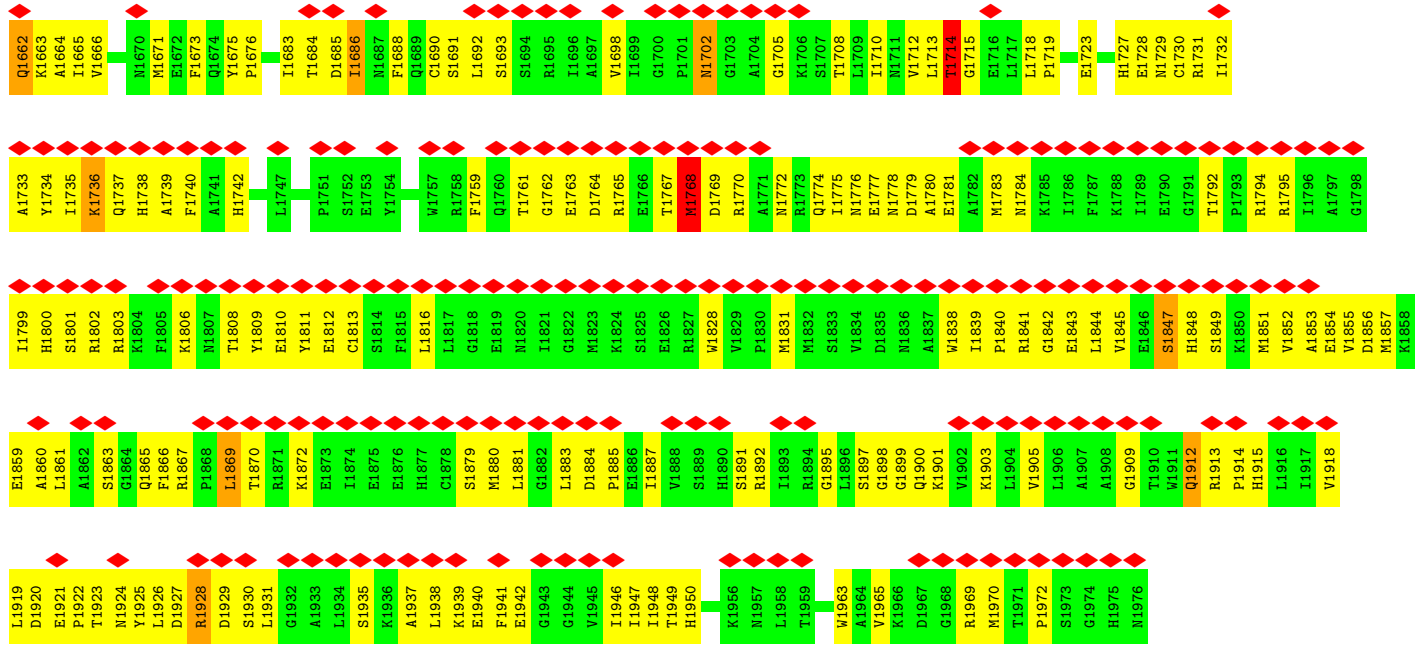 Q1662 K1663 A1664 I1665 V1666 N1670 M1671 E1672 F1673 Q1674 Y1675 P1676 I1683 T1684 D1685 I1686 N1687 F1688 Q1689 C1690 S1691 L1692 S1693 S1694 R1695 I1696 A1697 V1698 I1699 G1700 P1701 N1702 G1703 A1704 G1705 K1706 S1707 T1708 L1709 I1710 N1711 V1712 L1713 T1714 G1715 E1716 L1717 L1718 P1719 E1723 H1727 E1728 N1729 C1730 R1731 I1732
A1733 Y1734 I1735 K1736 Q1737 H1738 A1739 F1740 A1741 H1742 L1747 P1751 S1752 E1753 Y1754 W1757 R1758 F1759 Q1760 T1761 G1762 E1763 D1764 R1765 E1766 T1767 M1768 D1769 R1770 A1771 N1772 R1773 Q1774 I1775 N1776 E1777 N1778 D1779 A1780 E1781 A1782 M1783 N1784 K1785 I1786 F1787 K1788 I1789 E1790 G1791 T1792 P1793 R1794 R1795 I1796 A1797 G1798
I1799 H1800 S1801 R1802 R1803 K1804 F1805 K1806 N1807 T1808 Y1809 E1810 Y1811 E1812 C1813 S1814 F1815 L1816 L1817 G1818 E1819 N1820 I1821 G1822 M1823 K1824 S1825 E1826 R1827 W1828 V1829 P1830 M1831 M1832 S1833 V1834 D1835 N1836 A1837 W1838 I1839 P1840 R1841 G1842 E1843 L1844 V1845 E1846 S1847 H1848 S1849 K1850 M1851 V1852 A1853 E1854 V1855 D1856 M1857 K1858
E1859 A1860 L1861 A1862 S1863 G1864 Q1865 F1866 R1867 P1868 L1869 T1870 R1871 K1872 E1873 I1874 E1875 E1876 H1877 C1878 S1879 M1880 L1881 G1882 L1883 D1884 P1885 E1886 I1887 V1888 S1889 H1890 S1891 R1892 I1893 R1894 G1895 L1896 S1897 G1898 G1899 Q1900 K1901 V1902 K1903 L1904 V1905 L1906 A1907 A1908 G1909 T1910 W1911 Q1912 R1913 P1914 H1915 L1916 I1917 V1918
L1919 D1920 E1921 P1922 T1923 N1924 Y1925 L1926 D1927 R1928 D1929 S1930 L1931 G1932 A1933 L1934 S1935 K1936 A1937 L1938 K1939 E1940 F1941 E1942 G1943 G1944 V1945 I1946 I1947 I1948 T1949 H1950 K1956 N1957 L1958 T1959 W1963 A1964 V1965 K1966 D1967 G1968 R1969 M1970 T1971 P1972 S1973 G1974 H1975 N1976